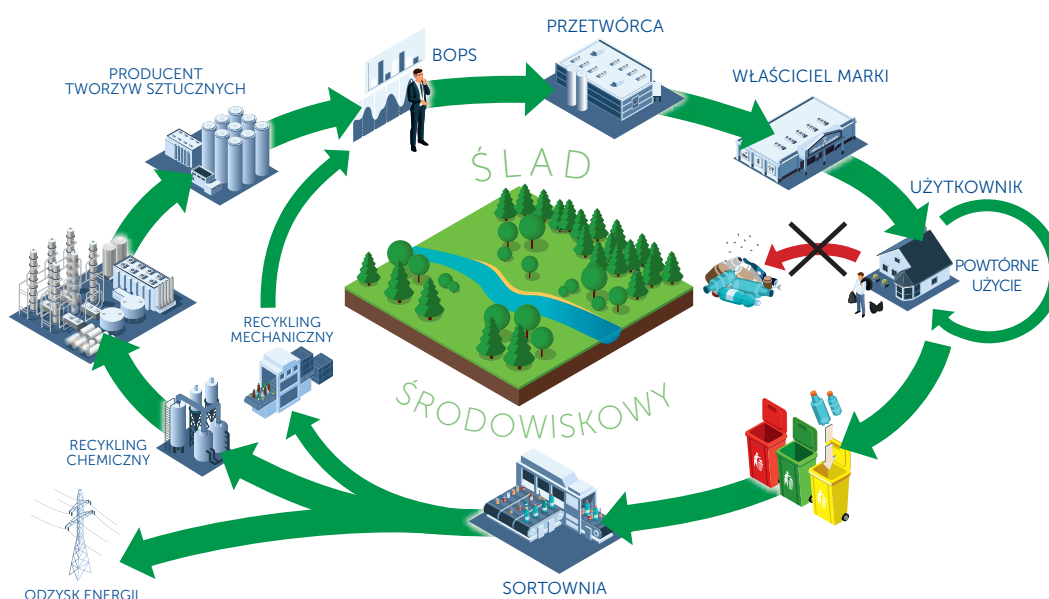 PRZETWÓRCA
BOPS
WŁAŚCICIEL MARKI
PRODUCENT
TWORZYW SZTUCZNYCH
ŚLAD
UŻYTKOWNIK
POWTÓRNE
UŻYCIE
RECYKLING
MECHANICZNY
ŚRODOWISKOWY
RECYKLING
CHEMICZNY
SORTOWNIA
ODZYSK ENERGII